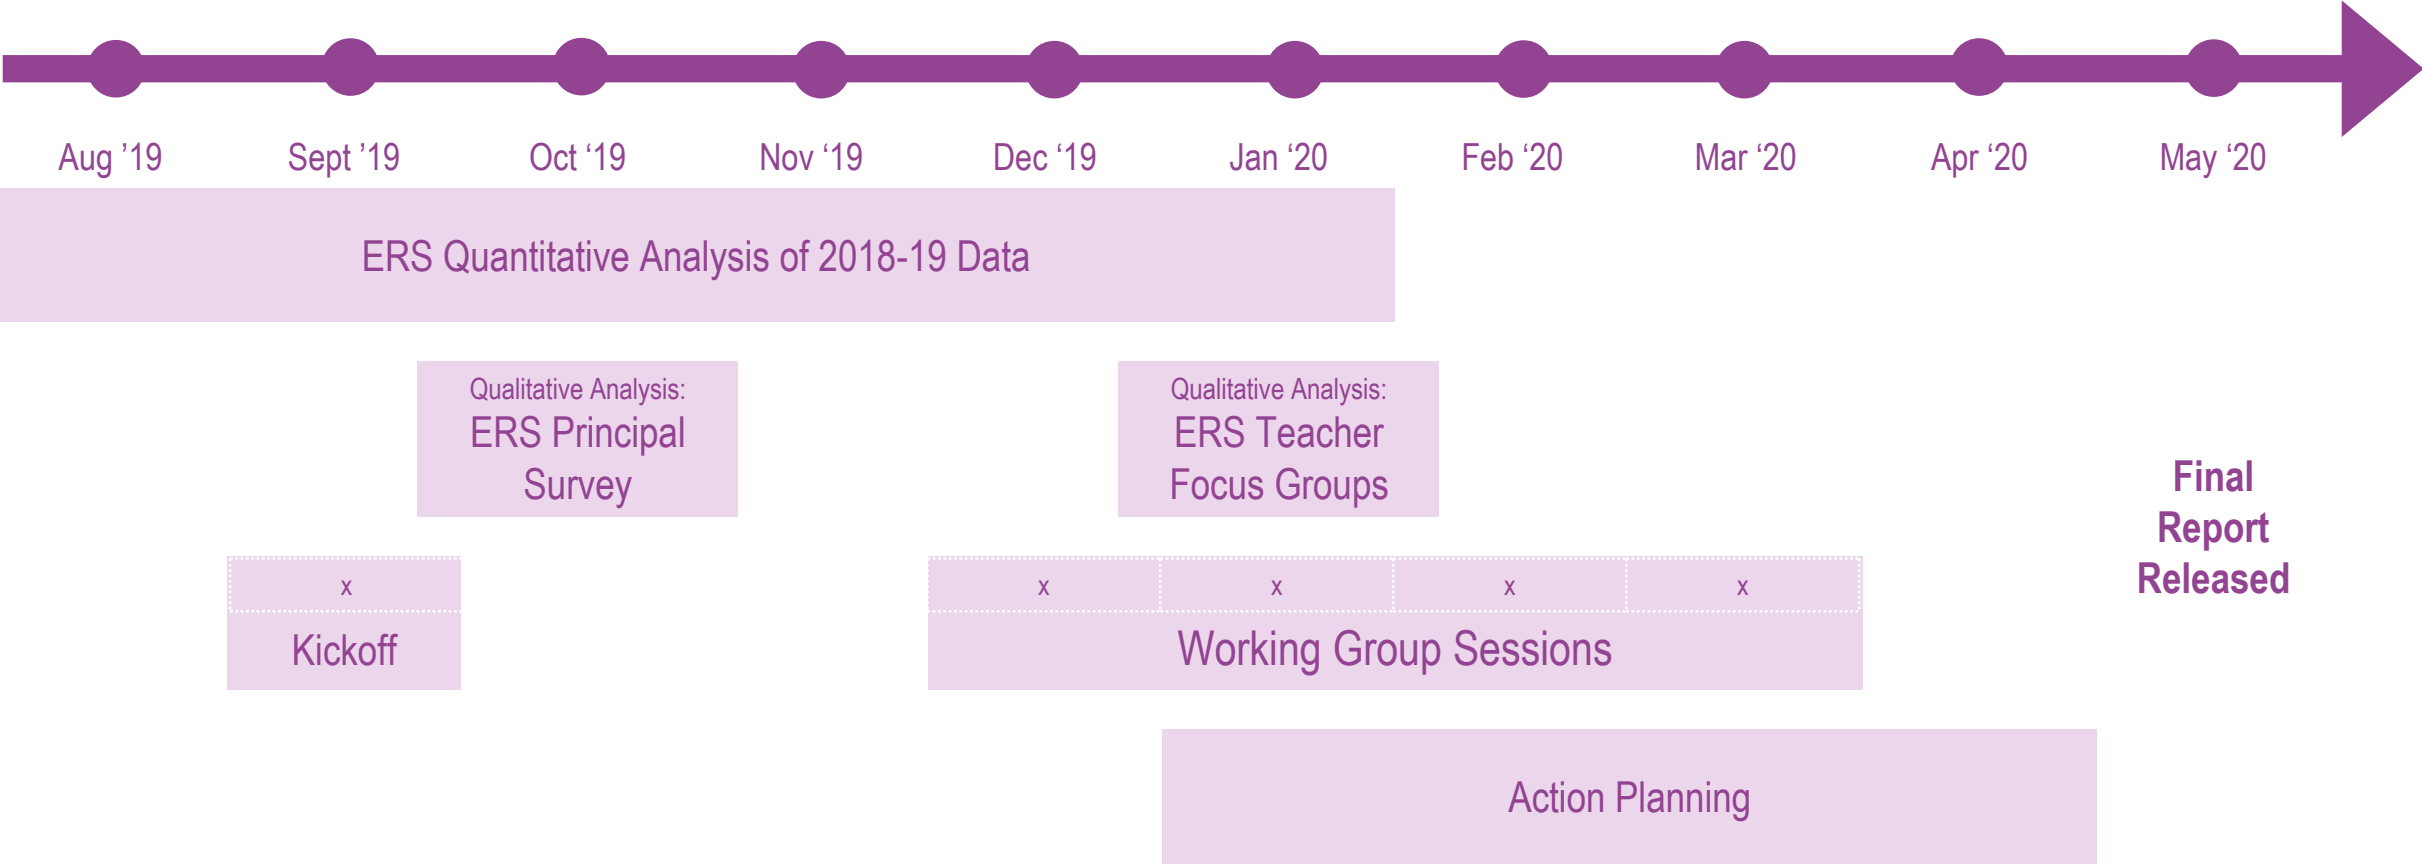 Aug ’19
Sept ’19
Oct ‘19
Nov ‘19
Dec ‘19
Jan ‘20
Feb ‘20
Mar ‘20
Apr ‘20
May ‘20
ERS Quantitative Analysis of 2018-19 Data
Qualitative Analysis:
ERS Principal
Survey
Qualitative Analysis:
ERS Teacher
Focus Groups
Final
Report
Released
x
Kickoff
x
x
x
x
Working Group Sessions
Action Planning